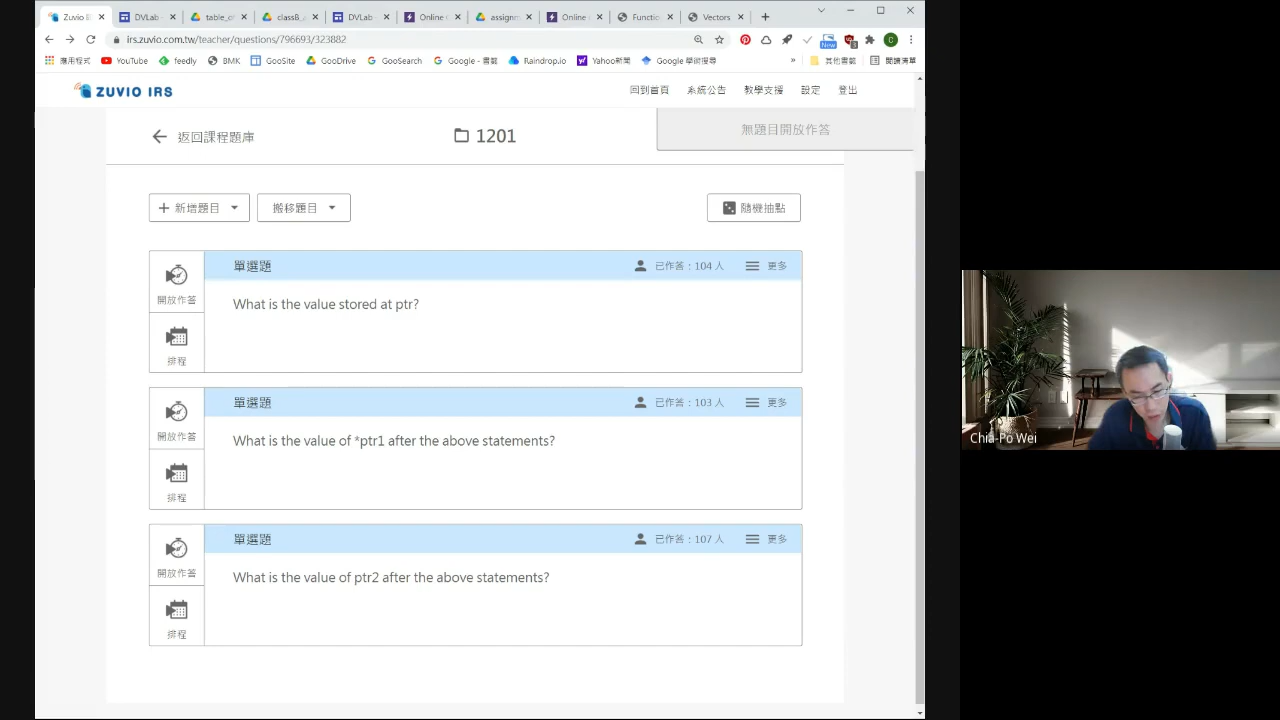 Zuvio
DVLab -
table_o
classB_
DVLab
Online
assignm
Online
Functio
Vectors
irs.zuvio.com.tw/teacher/questions/796693/323882
New
C
應用程式
YouTube
feedly
BMK
GooSite
GooDrive
GooSearch
Google - 書籤
Raindrop.io
Yahoo新聞
Google 學術搜尋
»
其他書籤
閱讀清單
ZUVIO IRS
回到首頁
系統公告
教學支援
設定
登出
返回課程題庫
1201
無題目開放作答
新增題目
搬移題目
隨機抽點
開放作答
排程
單選題
已作答 : 104 人
更多
What is the value stored at ptr?
開放作答
排程
單選題
已作答 : 103 人
更多
What is the value of *ptr1 after the above statements?
開放作答
排程
單選題
已作答 : 107 人
更多
What is the value of ptr2 after the above statements?
Chia-Po Wei